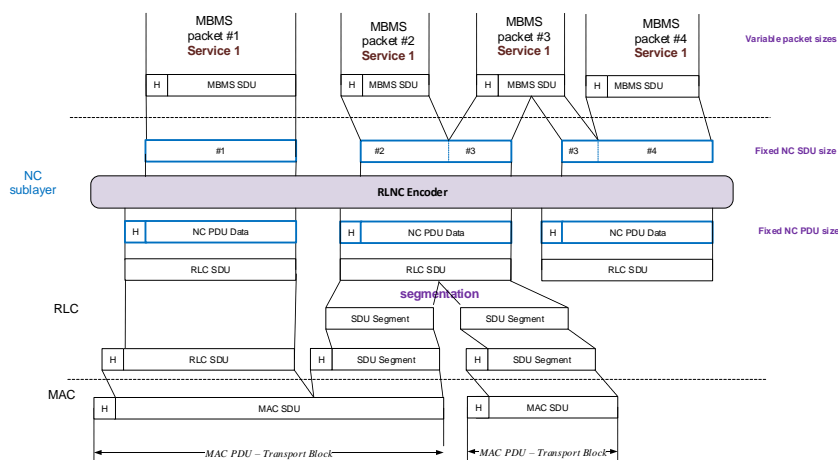 MBMS
packet #1
Service 1
MBMS
packet #2
Service 1
MBMS
packet #3
Service 1
MBMS
packet #4
Service 1
Variable packet sizes
H MBMS SDU
H MBMS SDU
H MBMS SDU
H MBMS SDU
#1
#2 #3
#3 #4
Fixed NC SDU size
NC
sublayer
RLNC Encoder
H NC PDU Data
H NC PDU Data
H NC PDU Data
Fixed NC PDU size
RLC SDU
RLC SDU
RLC SDU
segmentation
RLC
SDU Segment
SDU Segment
H RLC SDU
H SDU Segment
H SDU Segment
MAC
H MAC SDU
H MAC SDU
MAC PDU – Transport Block
MAC PDU – Transport Block